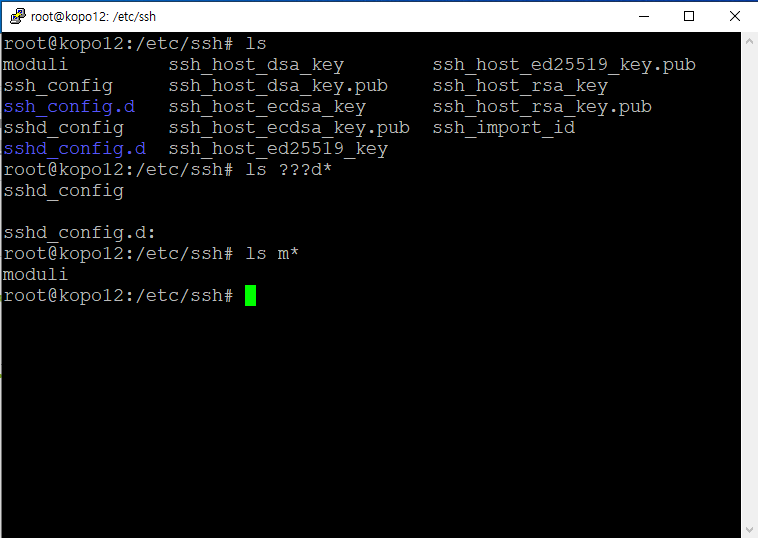 root@kopo12: /etc/ssh
root@kopo12:/etc/ssh# ls
moduli         ssh_host_dsa_key        ssh_host_ed25519_key.pub
ssh_config     ssh_host_dsa_key.pub    ssh_host_rsa_key
ssh_config.d   ssh_host_ecdsa_key      ssh_host_rsa_key.pub
sshd_config    ssh_host_ecdsa_key.pub  ssh_import_id
sshd_config.d  ssh_host_ed25519_key
root@kopo12:/etc/ssh# ls ???d*
sshd_config

sshd_config.d:
root@kopo12:/etc/ssh# ls m*
moduli
root@kopo12:/etc/ssh#